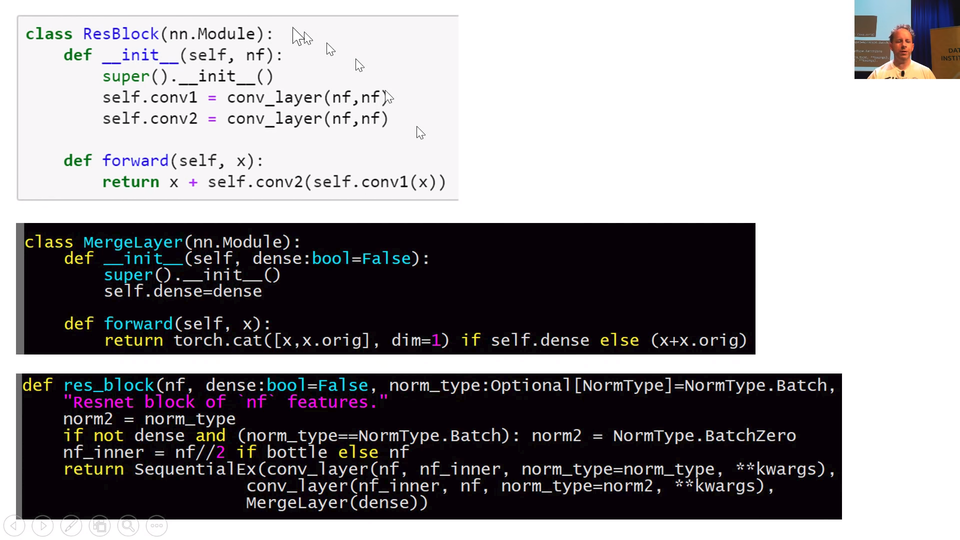 class ResBlock(nn.Module):
    def __init__(self, nf):
        super().__init__()
        self.conv1 = conv_layer(nf,nf)
        self.conv2 = conv_layer(nf,nf)
    def forward(self, x):
        return x + self.conv2(self.conv1(x))
class MergeLayer(nn.Module):
    def __init__(self, dense:bool=False):
        super().__init__()
        self.dense=dense
    def forward(self, x):
        return torch.cat([x,x.orig], dim=1) if self.dense else (x+x.orig)
def res_block(nf, dense:bool=False, norm_type:Optional[NormType]=NormType.Batch,
    "Resnet block of `nf` features."
    norm2 = norm_type
    if not dense and (norm_type==NormType.Batch): norm2 = NormType.BatchZero
    nf_inner = nf//2 if bottle else nf
    return SequentialEx(conv_layer(nf, nf_inner, norm_type=norm_type, **kwargs),
                      conv_layer(nf_inner, nf, norm_type=norm2, **kwargs),
                      MergeLayer(dense))